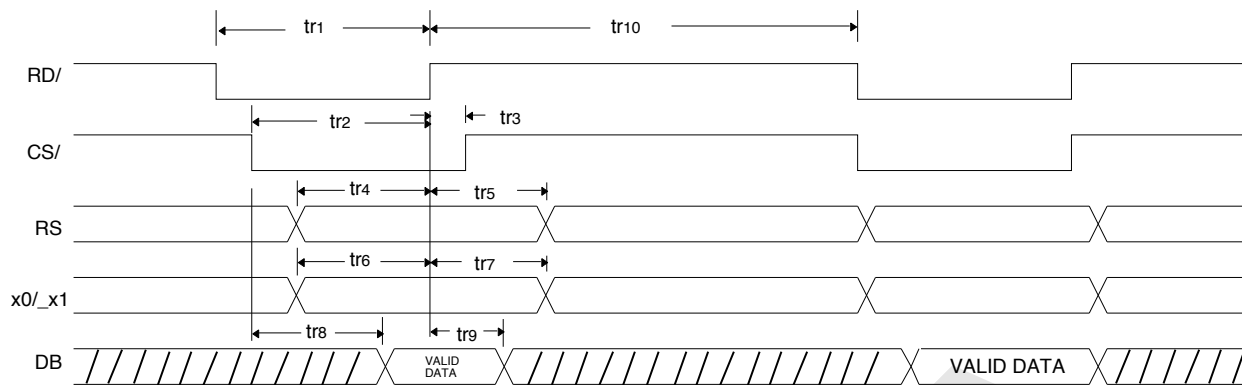 tr1
tr10
RD/
tr2
tr3
CS/
tr4
tr5
RS
tr6
tr7
x0/_x1
tr8
tr9
DB
VALID
DATA
VALID DATA